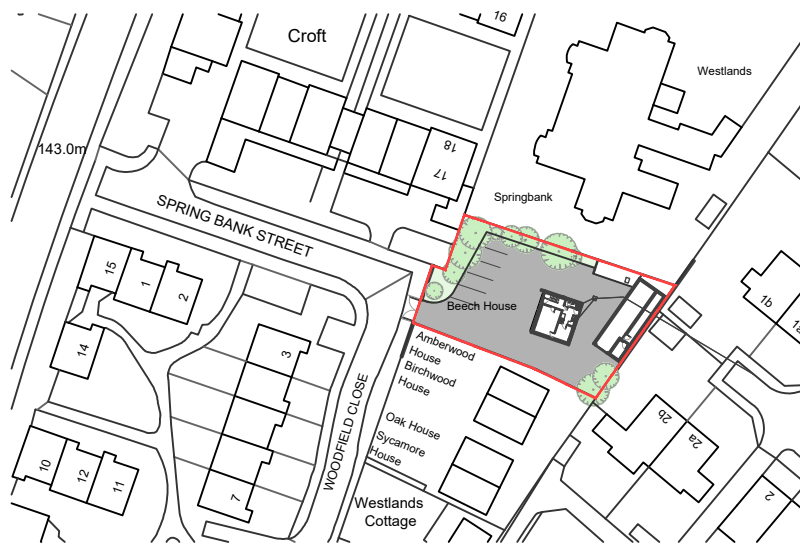 16
Croft
Westlands
143.0m
18
17
SPRING BANK STREET
Springbank
15
1
2
Beech House
1b
14
3
Amberwood
House
Birchwood
House
WOODFIELD CLOSE
Oak House
Sycamore
House
2b
2a
10
12
11
7
Westlands
Cottage
2